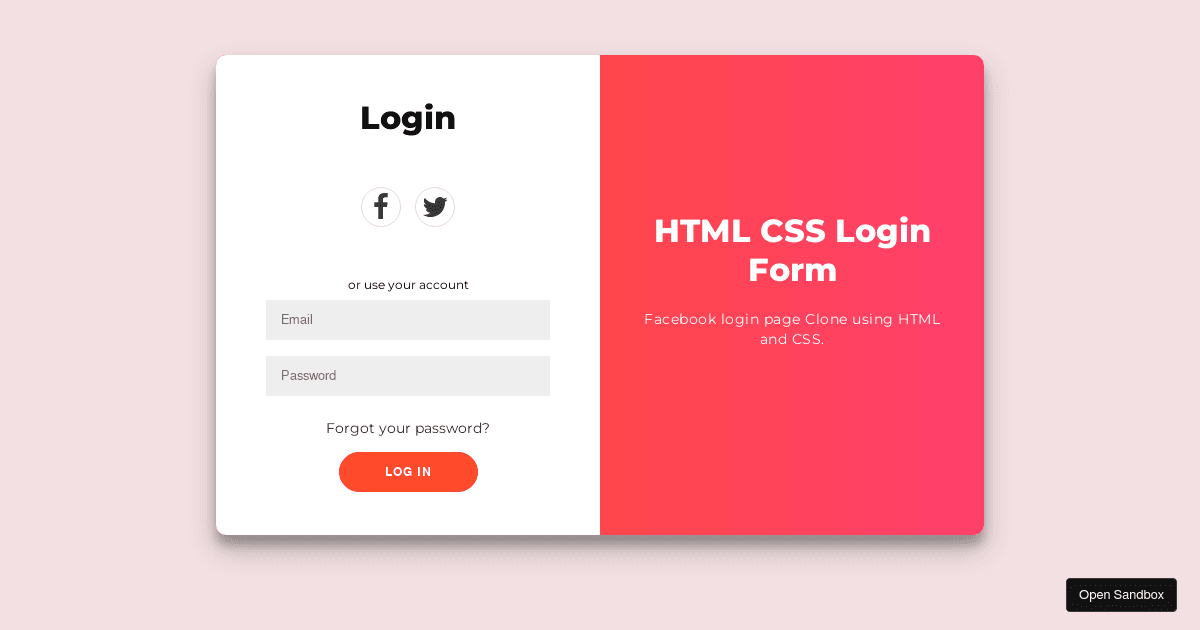 Login
or use your account
Email
Password
Forgot your password?
LOG IN
HTML CSS Login
Form
Facebook login page Clone using HTML
and CSS.
Open Sandbox